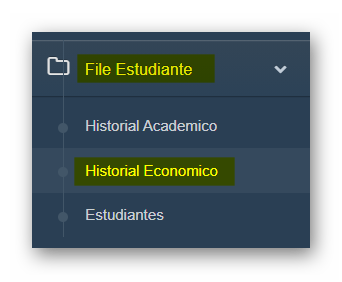 File Estudiante
Historial Academico
Historial Economico
Estudiantes